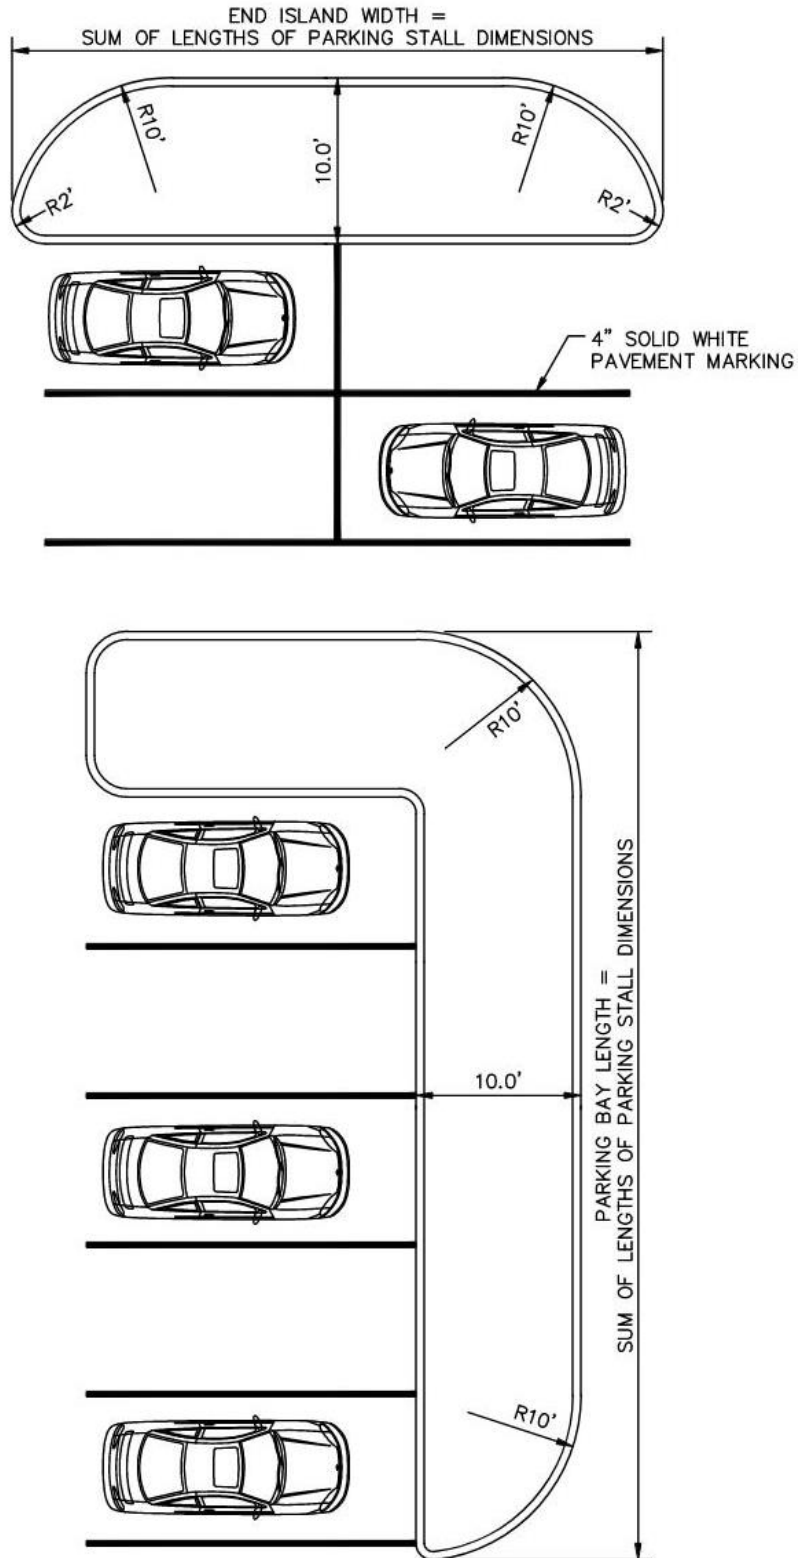 END ISLAND WIDTH =
SUM OF LENGTHS OF PARKING STALL DIMENSIONS
R10'
R10'
10.0'
R2'
R2'
4" SOLID WHITE
PAVEMENT MARKING
R10'
PARKING BAY LENGTH =
SUM OF LENGTHS OF PARKING STALL DIMENSIONS
10.0'
R10'